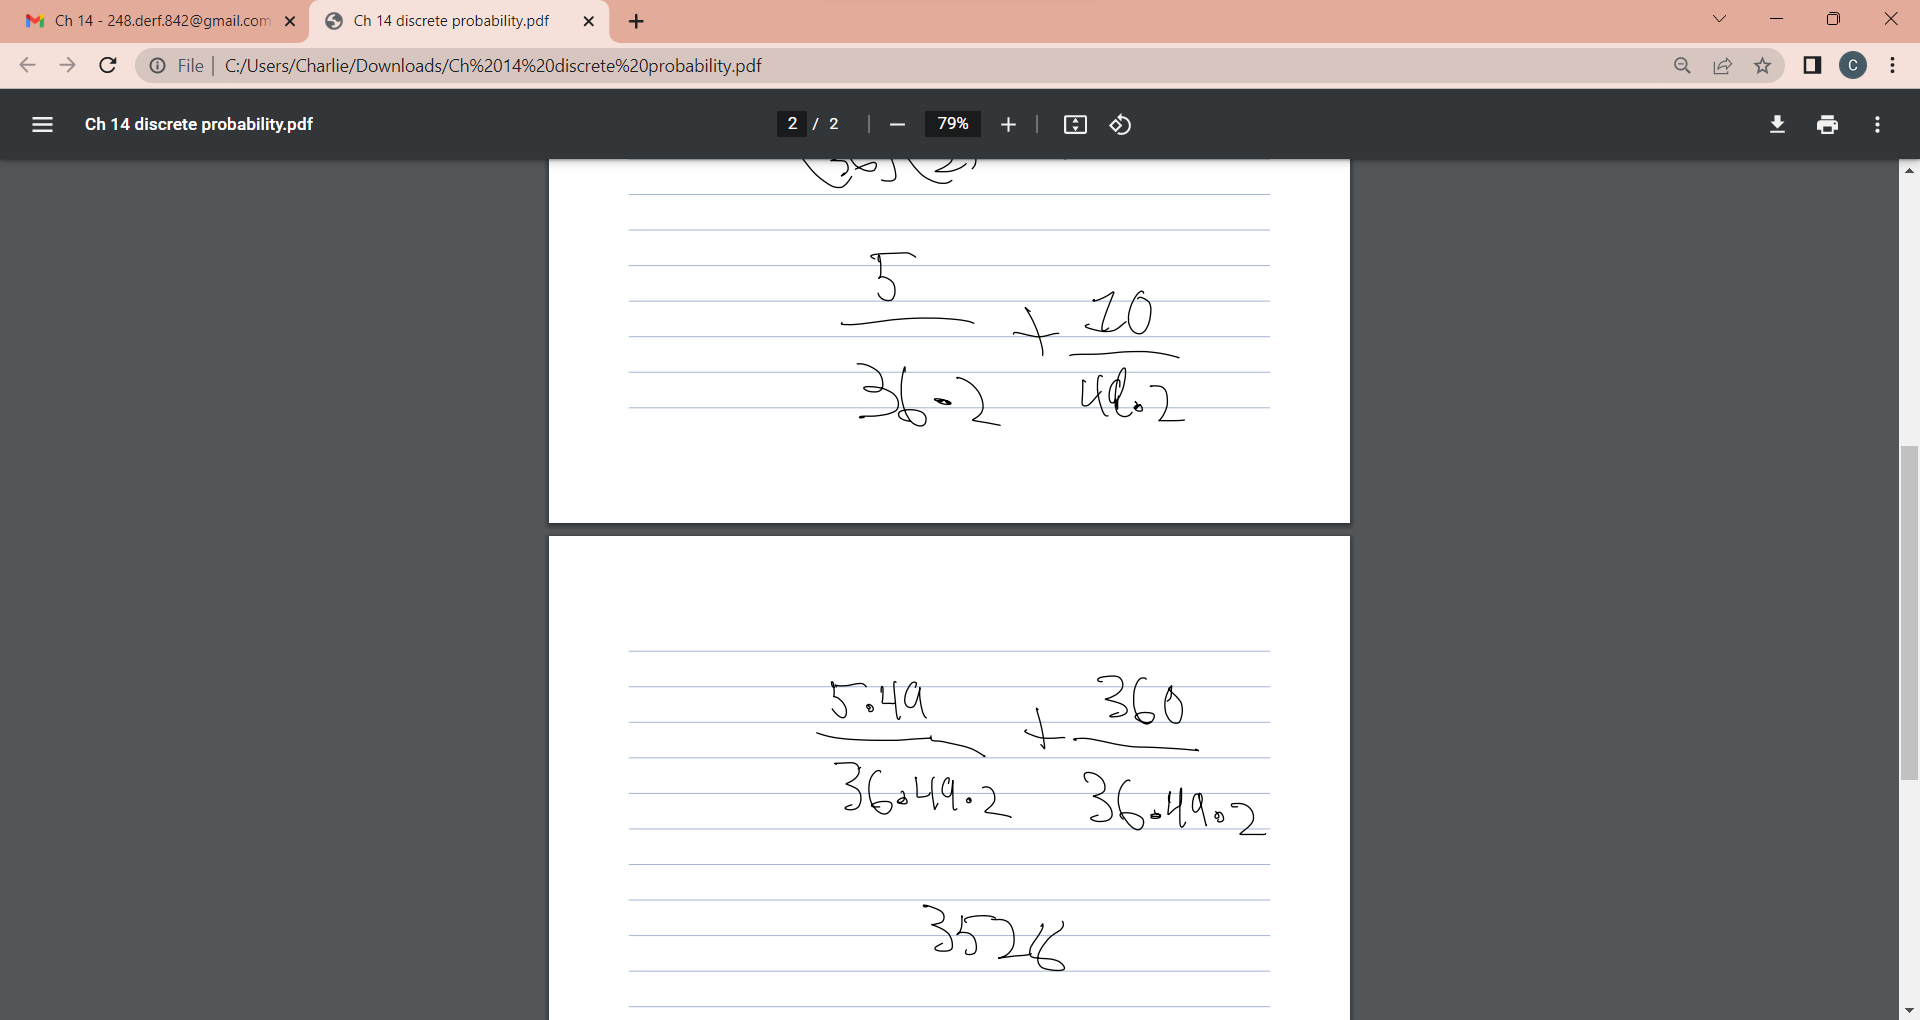 Ch 14 - 248.derf.842@gmail.com
Ch 14 discrete probability.pdf
File
C:/Users/Charlie/Downloads/Ch%2014%20discrete%20probability.pdf
C
Ch 14 discrete probability.pdf
2 / 2
79%
5 + 10
36·2 49·2
5·49 + 360
36·49·2 36·49·2
3528